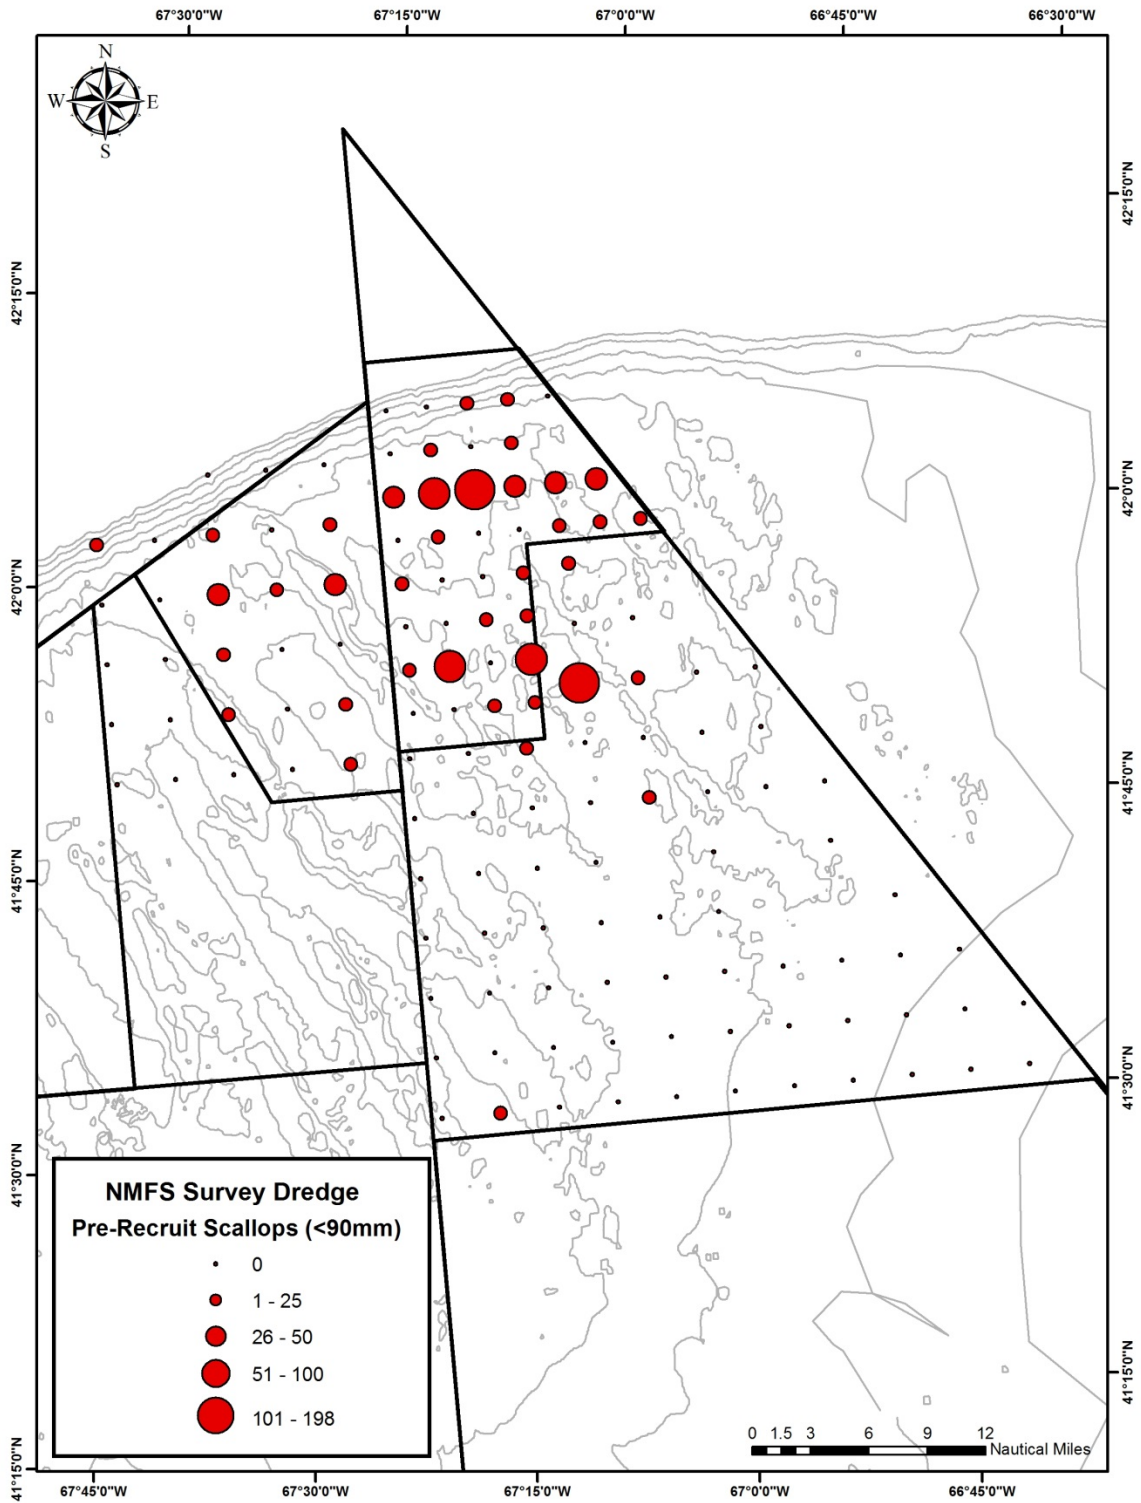 67°30'0"W 67°15'0"W 67°0'0"W 66°45'0"W 66°30'0"W
N
W E
S
42°15'0"N
42°15'0"N
42°0'0"N
42°0'0"N
41°45'0"N
41°45'0"N
41°30'0"N
41°30'0"N
41°15'0"N
41°15'0"N
NMFS Survey Dredge
Pre-Recruit Scallops (<90mm)
0
1 - 25
26 - 50
51 - 100
101 - 198
0 1.5 3 6 9 12
Nautical Miles
67°45'0"W 67°30'0"W 67°15'0"W 67°0'0"W 66°45'0"W